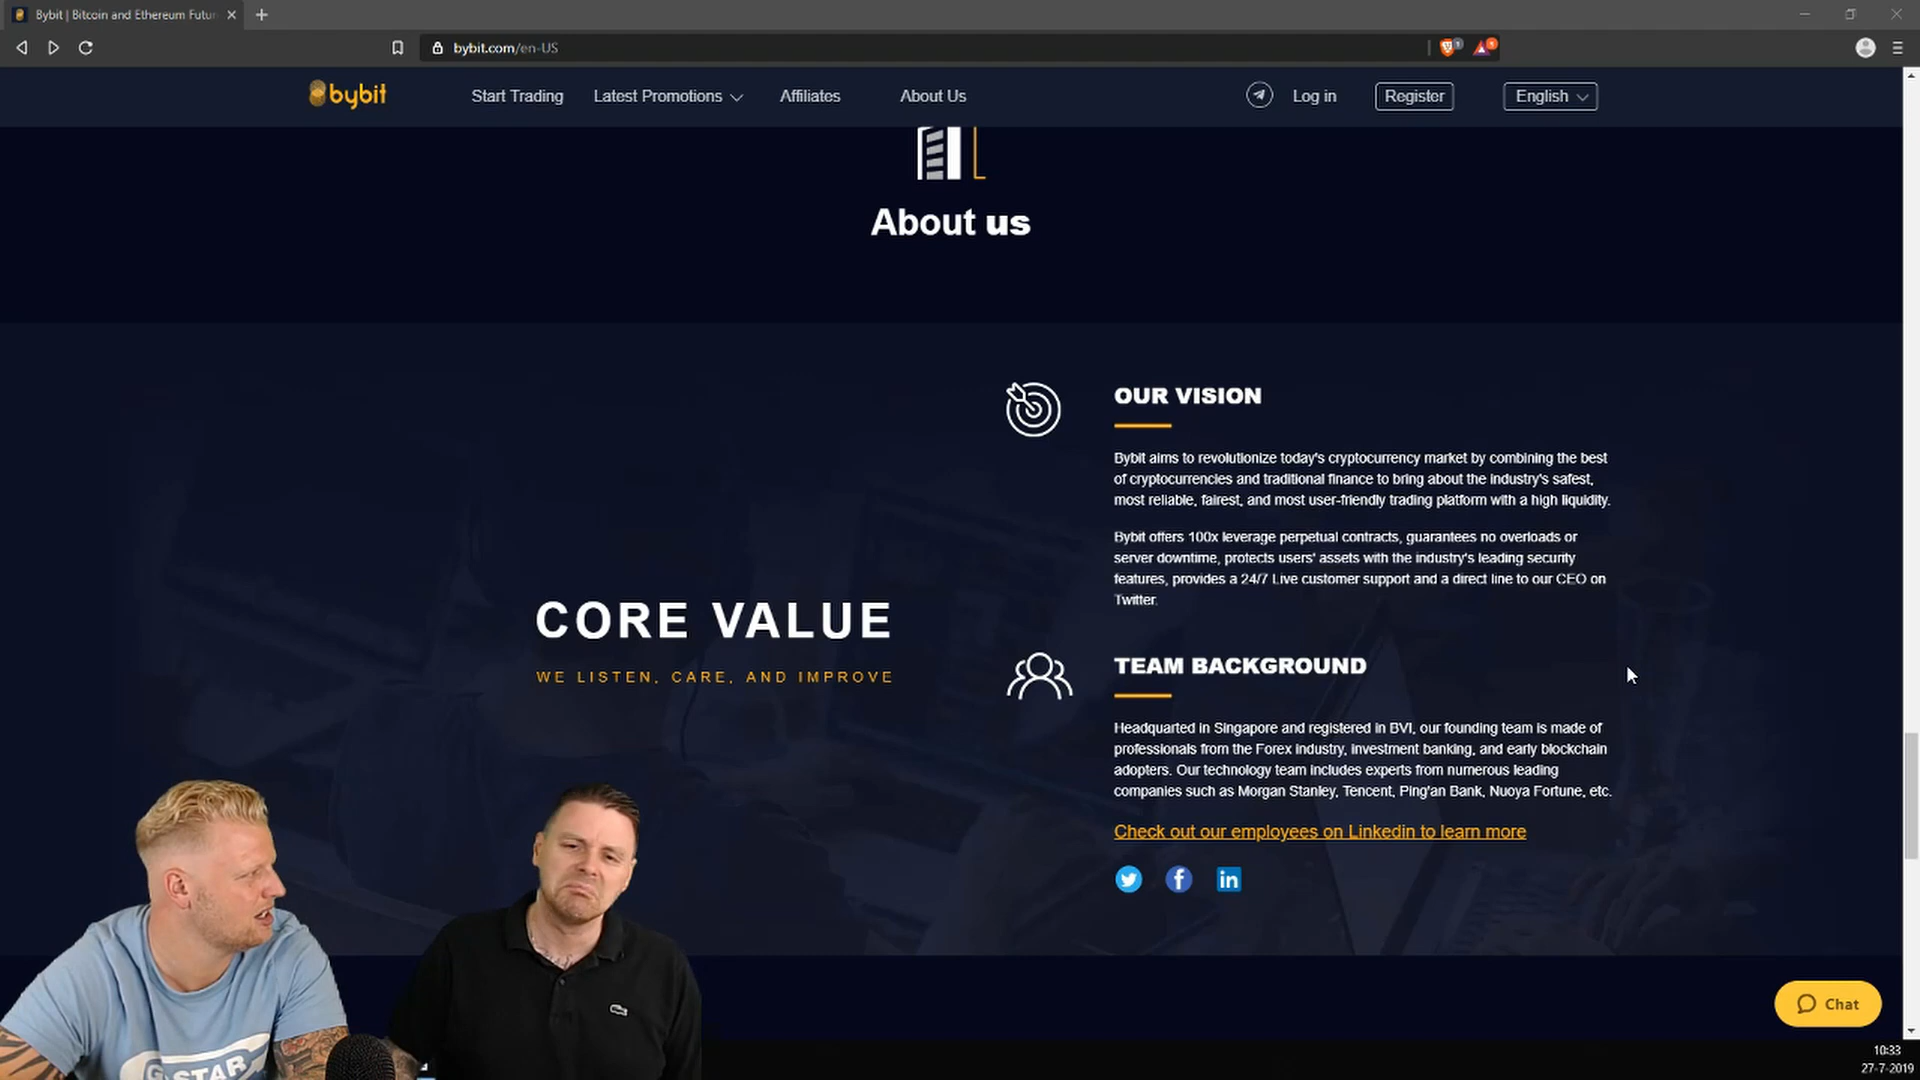 Bybit | Bitcoin and Ethereum Futu
bybit.com/en-US
bybit
Start Trading
Latest Promotions
Affiliates
About Us
Log in
Register
English
About us
OUR VISION
Bybit aims to revolutionize today's cryptocurrency market by combining the best
of cryptocurrencies and traditional finance to bring about the industry's safest,
most reliable, fairest, and most user-friendly trading platform with a high liquidity.
Bybit offers 100x leverage perpetual contracts, guarantees no overloads or
server downtime, protects users' assets with the industry's leading security
features, provides a 24/7 Live customer support and a direct line to our CEO on
Twitter.
CORE VALUE
WE LISTEN, CARE, AND IMPROVE
TEAM BACKGROUND
Headquarted in Singapore and registered in BVI, our founding team is made of
professionals from the Forex industry, investment banking, and early blockchain
adopters. Our technology team includes experts from numerous leading
companies such as Morgan Stanley, Tencent, Ping'an Bank, Nuoya Fortune, etc.
Check out our employees on Linkedin to learn more
Chat
G-STAR
10:33
27-7-2019